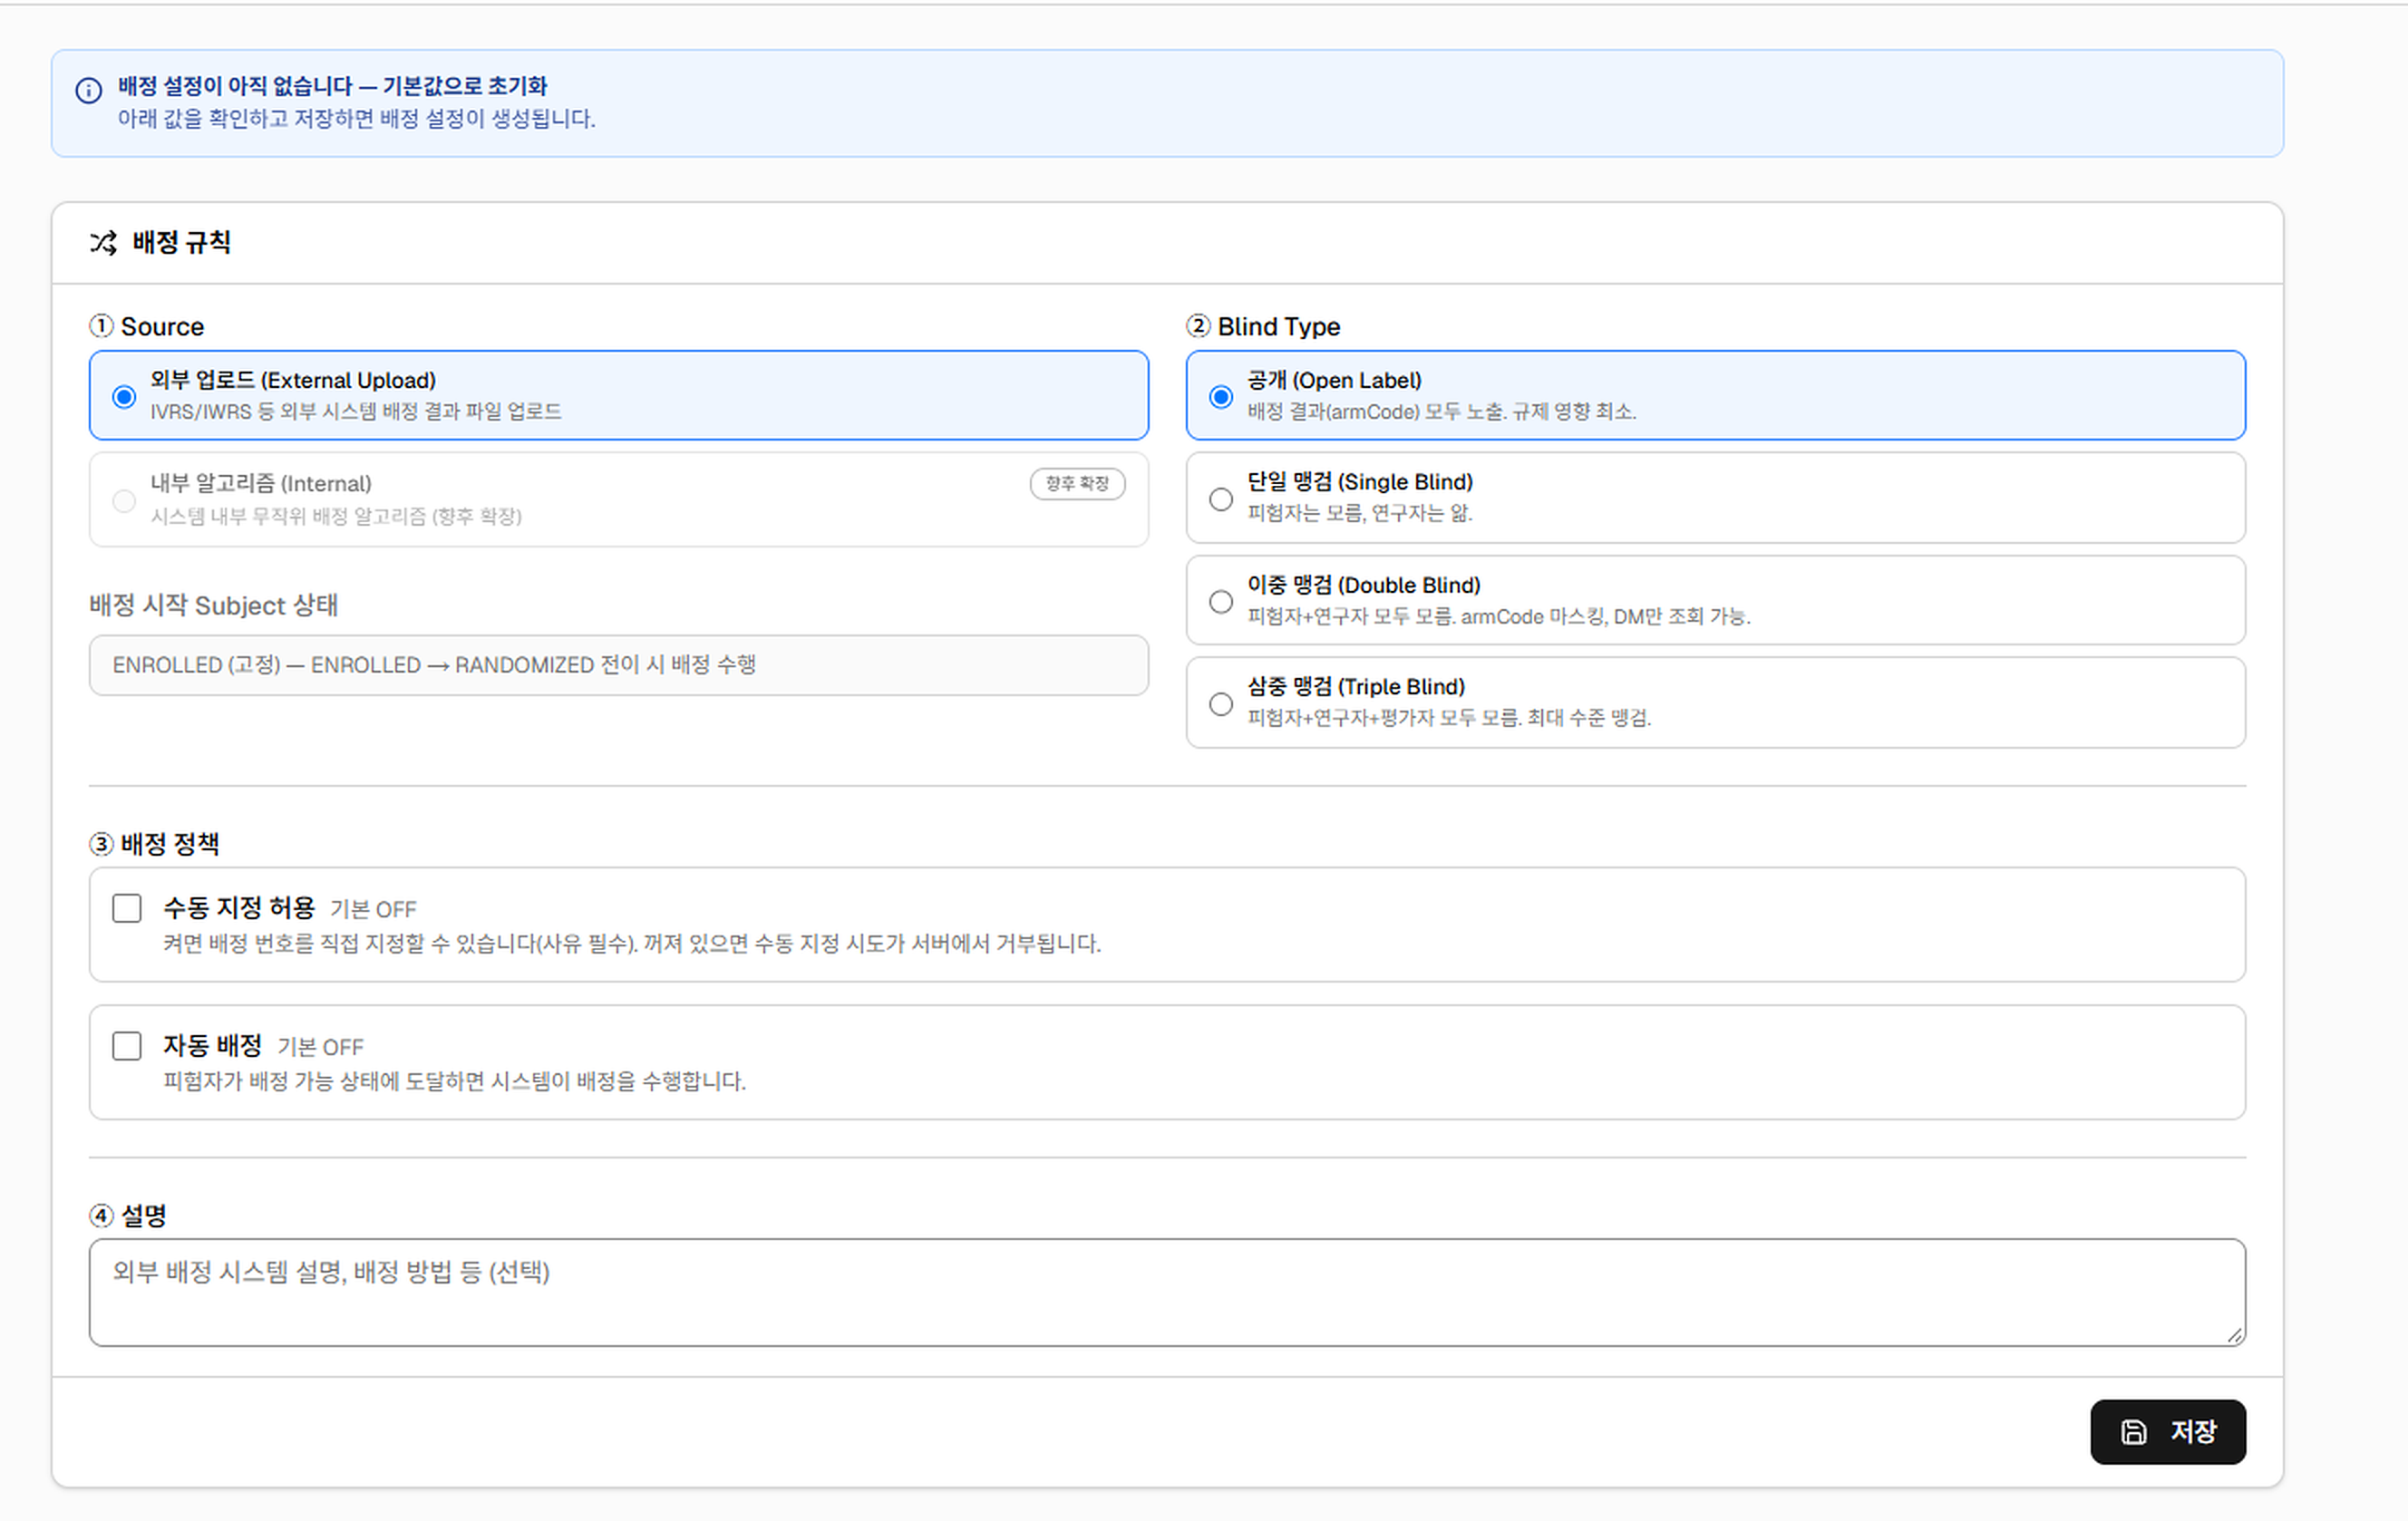 배정 설정이 아직 없습니다 — 기본값으로 초기화
아래 값을 확인하고 저장하면 배정 설정이 생성됩니다.
배정 규칙
① Source
외부 업로드 (External Upload)
IVRS/IWRS 등 외부 시스템 배정 결과 파일 업로드
내부 알고리즘 (Internal)
향후 확장
시스템 내부 무작위 배정 알고리즘 (향후 확장)
배정 시작 Subject 상태
ENROLLED (고정) — ENROLLED → RANDOMIZED 전이 시 배정 수행
② Blind Type
공개 (Open Label)
배정 결과(armCode) 모두 노출. 규제 영향 최소.
단일 맹검 (Single Blind)
피험자는 모름, 연구자는 앎.
이중 맹검 (Double Blind)
피험자+연구자 모두 모름. armCode 마스킹, DM만 조회 가능.
삼중 맹검 (Triple Blind)
피험자+연구자+평가자 모두 모름. 최대 수준 맹검.
③ 배정 정책
수동 지정 허용 기본 OFF
켜면 배정 번호를 직접 지정할 수 있습니다(사유 필수). 꺼져 있으면 수동 지정 시도가 서버에서 거부됩니다.
자동 배정 기본 OFF
피험자가 배정 가능 상태에 도달하면 시스템이 배정을 수행합니다.
④ 설명
외부 배정 시스템 설명, 배정 방법 등 (선택)
저장